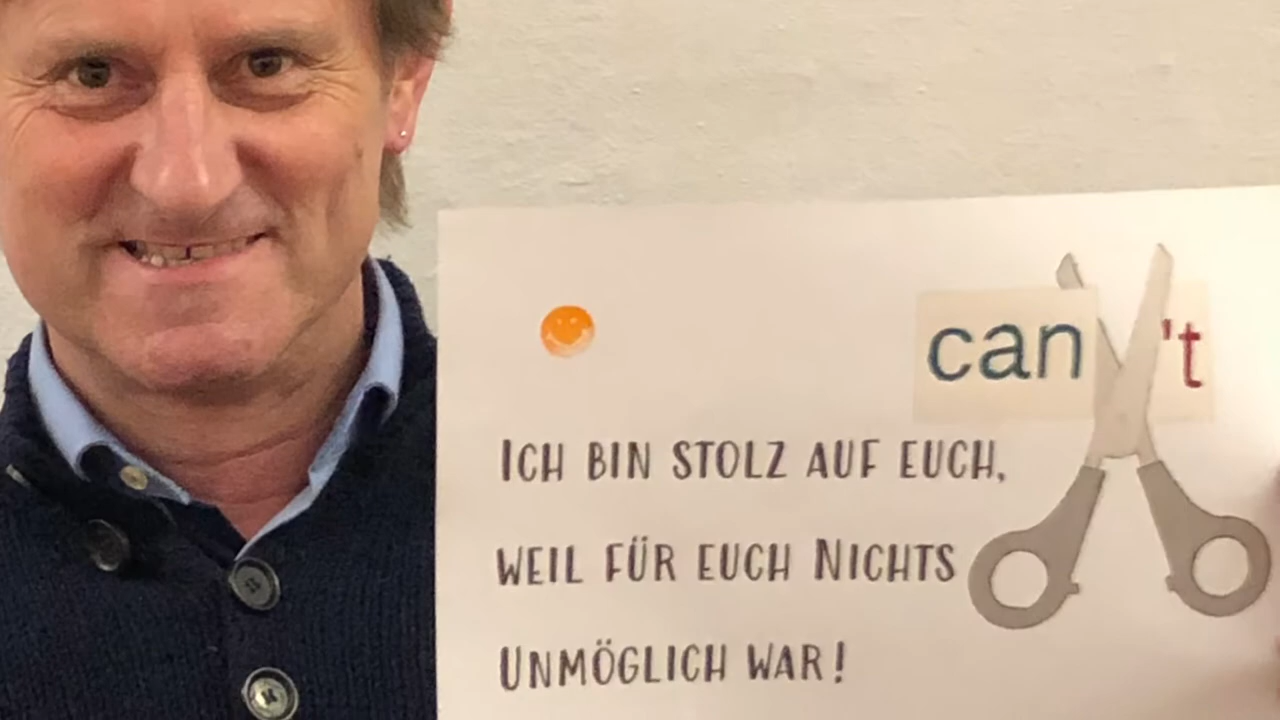 can't
ICH BIN STOLZ AUF EUCH,
WEIL FÜR EUCH NICHTS
UNMÖGLICH WAR!